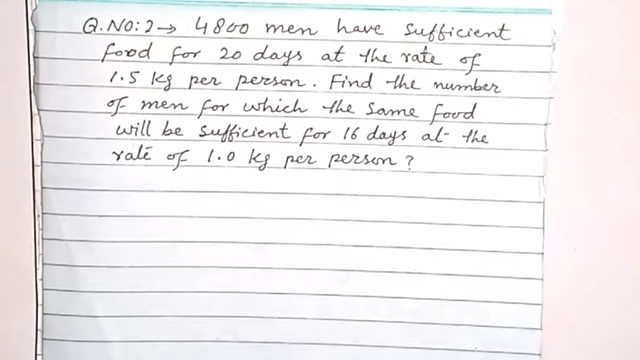 Q.NO:2→ 4800 men have sufficient
food for 20 days at the rate of
1.5 kg per person. Find the number
of men for which the same food
will be sufficient for 16 days at the
rate of 1.0 kg per person?